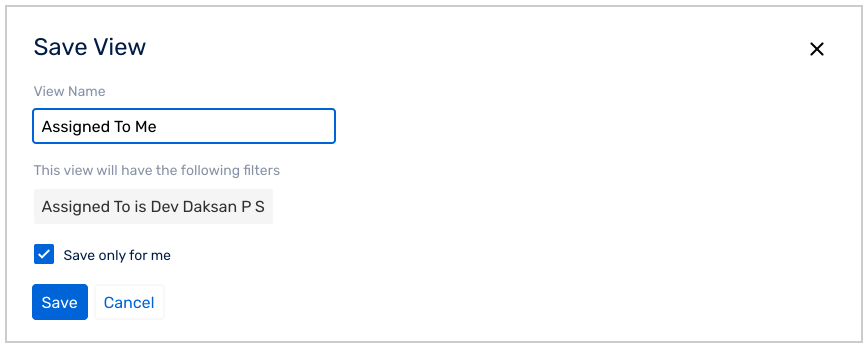 Save View
View Name
Assigned To Me
This view will have the following filters
Assigned To is Dev Daksan P S
Save only for me
Save Cancel